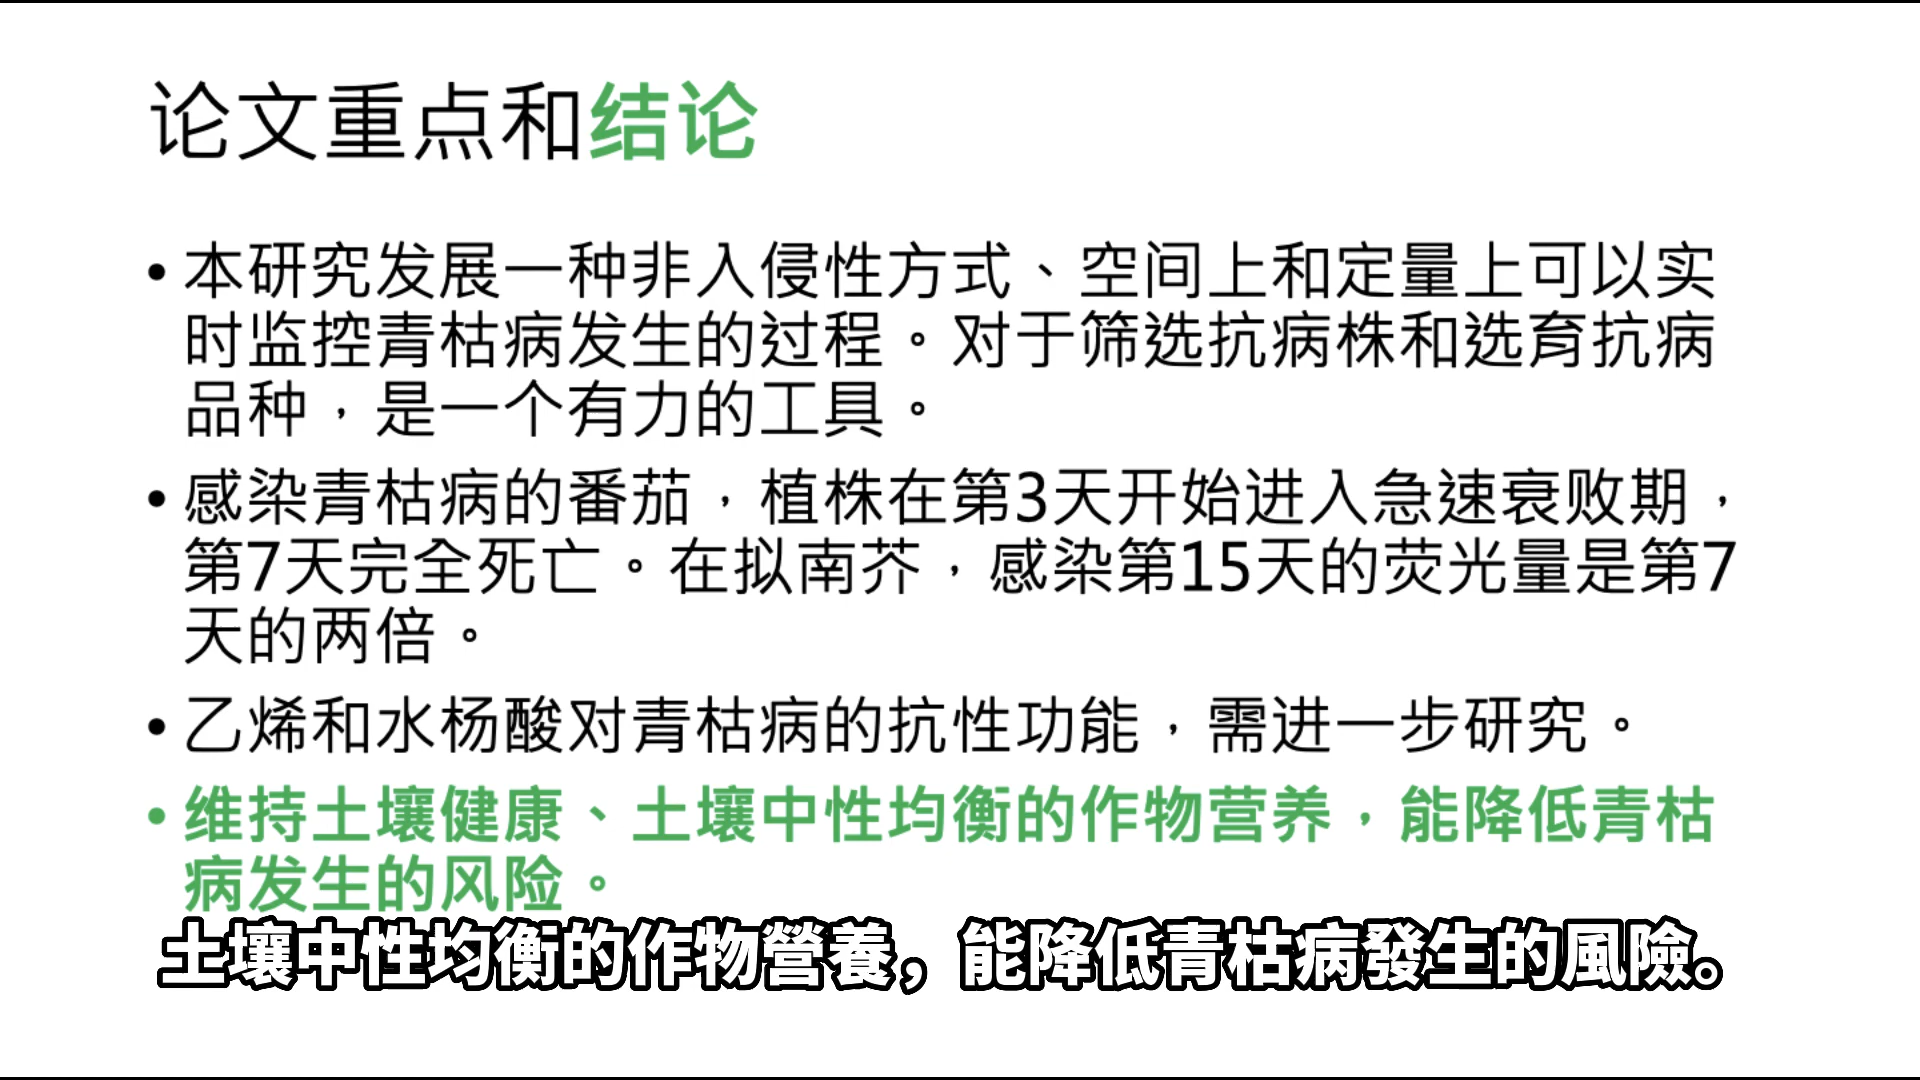 论文重点和结论
• 本研究发展一种非入侵性方式、空间上和定量上可以实
时监控青枯病发生的过程。对于筛选抗病株和选育抗病
品种，是一个有力的工具。
• 感染青枯病的番茄，植株在第3天开始进入急速衰败期，
第7天完全死亡。在拟南芥，感染第15天的荧光量是第7
天的两倍。
• 乙烯和水杨酸对青枯病的抗性功能，需进一步研究。
• 维持土壤健康、土壤中性均衡的作物营养，能降低青枯
病发生的风险。
土壤中性均衡的作物營養，能降低青枯病發生的風險。